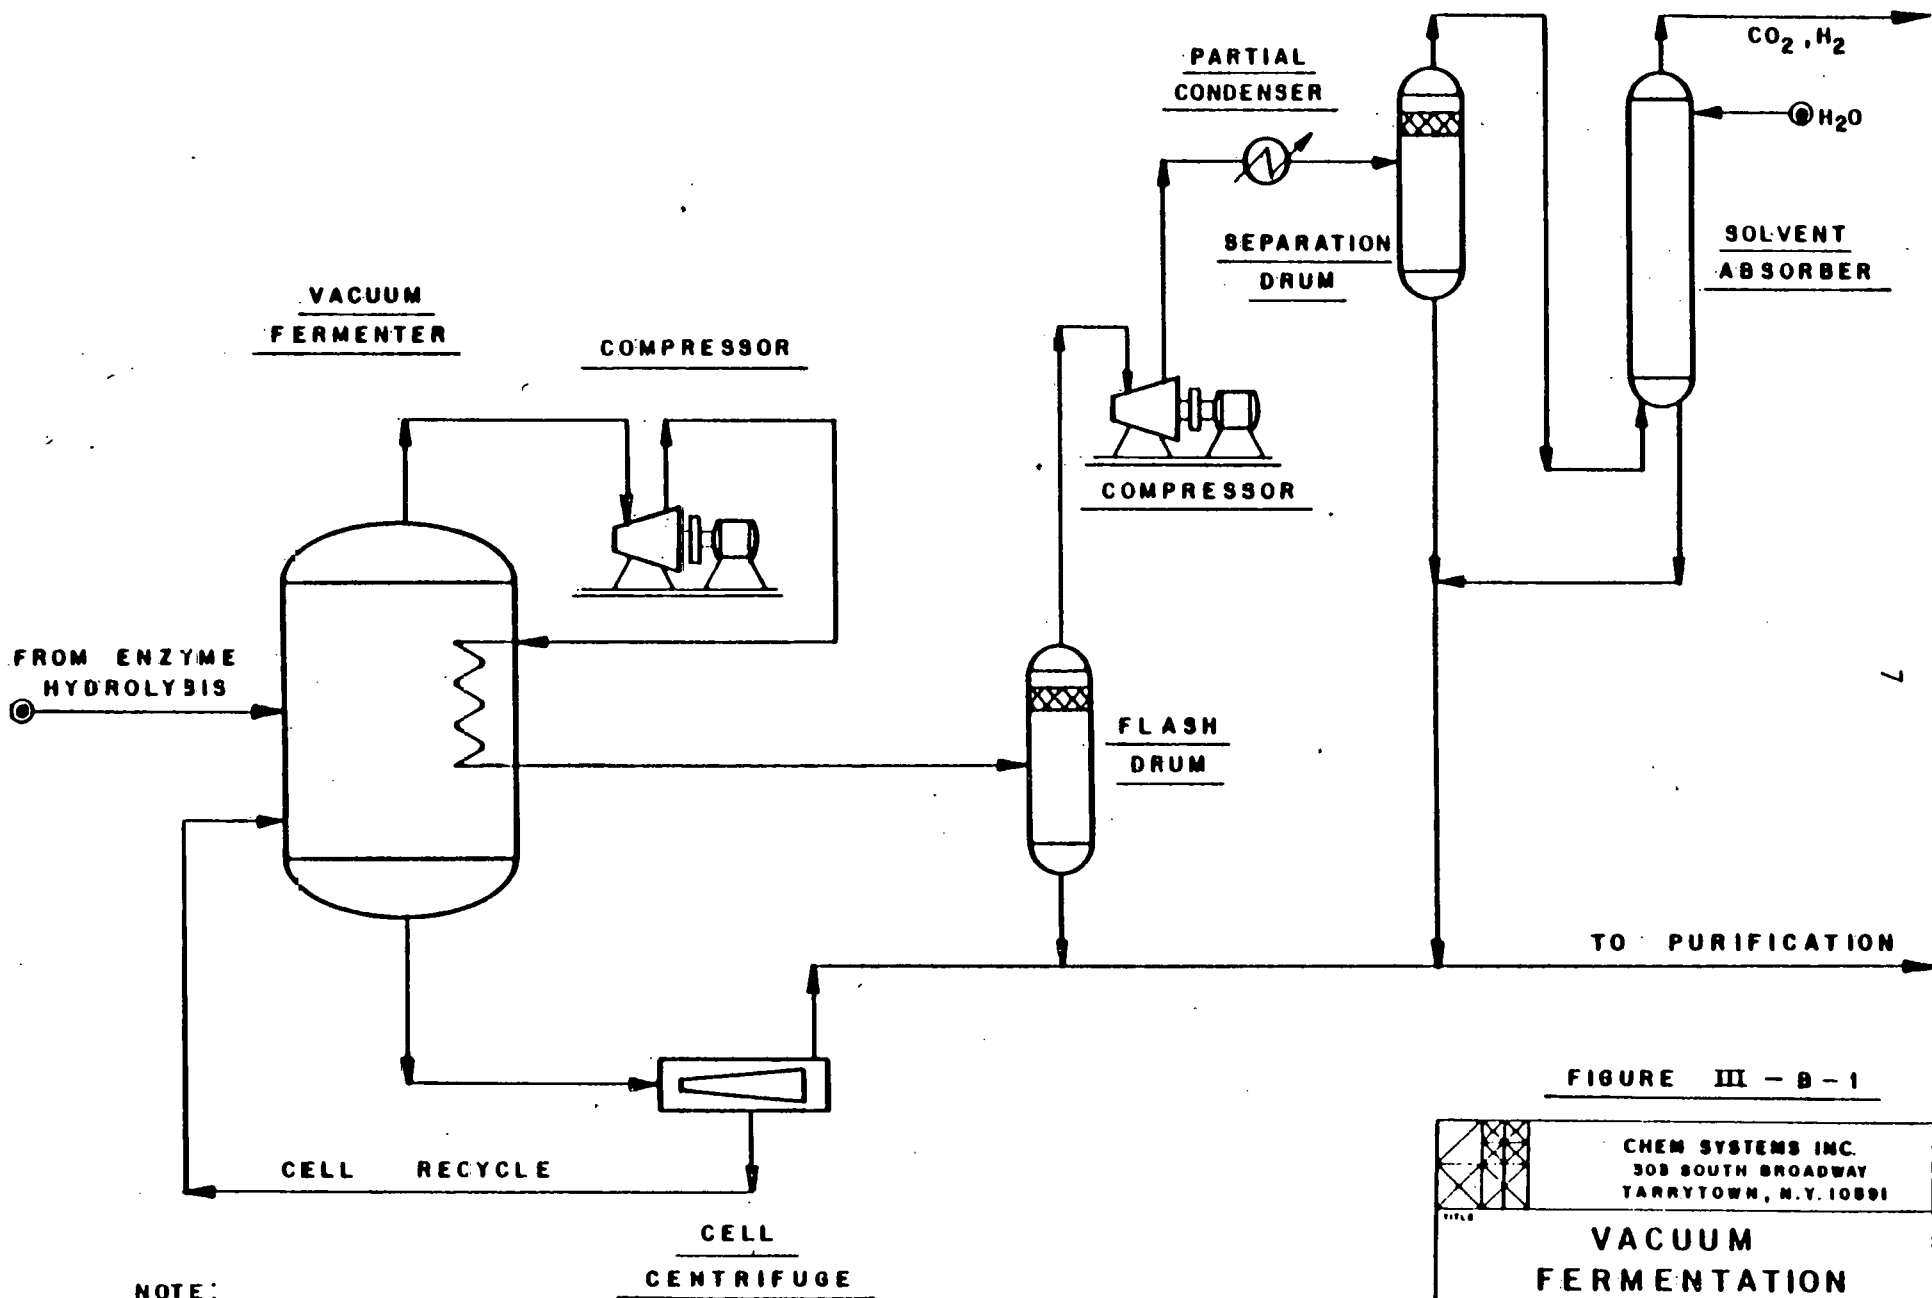 CO2, H2
PARTIAL
CONDENSER
H2O
SEPARATION
DRUM
SOLVENT
ABSORBER
VACUUM
FERMENTER
COMPRESSOR
COMPRESSOR
FROM ENZYME
HYDROLYSIS
7
FLASH
DRUM
TO PURIFICATION
CELL RECYCLE
CELL
CENTRIFUGE
NOTE:
FIGURE III - B - 1
CHEM SYSTEMS INC.
303 SOUTH BROADWAY
TARRYTOWN, N.Y. 10591
TITLE
VACUUM
FERMENTATION